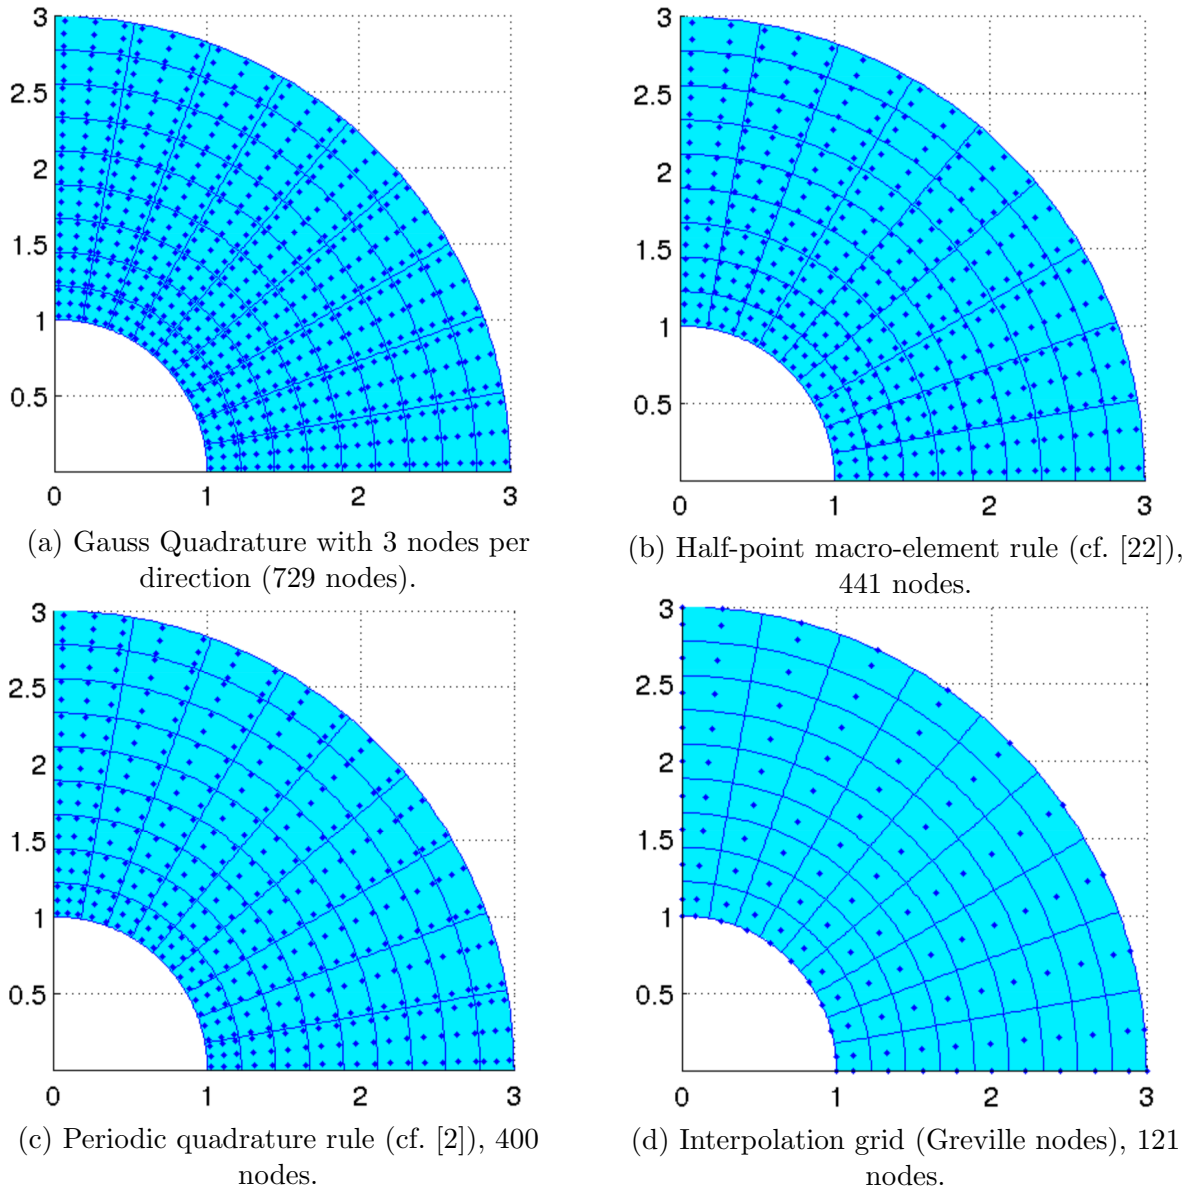 3
2.5
2
1.5
1
0.5
0 1 2 3
(a) Gauss Quadrature with 3 nodes per
direction (729 nodes).
3
2.5
2
1.5
1
0.5
0 1 2 3
(b) Half-point macro-element rule (cf. [22]),
441 nodes.
3
2.5
2
1.5
1
0.5
0 1 2 3
(c) Periodic quadrature rule (cf. [2]), 400
nodes.
3
2.5
2
1.5
1
0.5
0 1 2 3
(d) Interpolation grid (Greville nodes), 121
nodes.